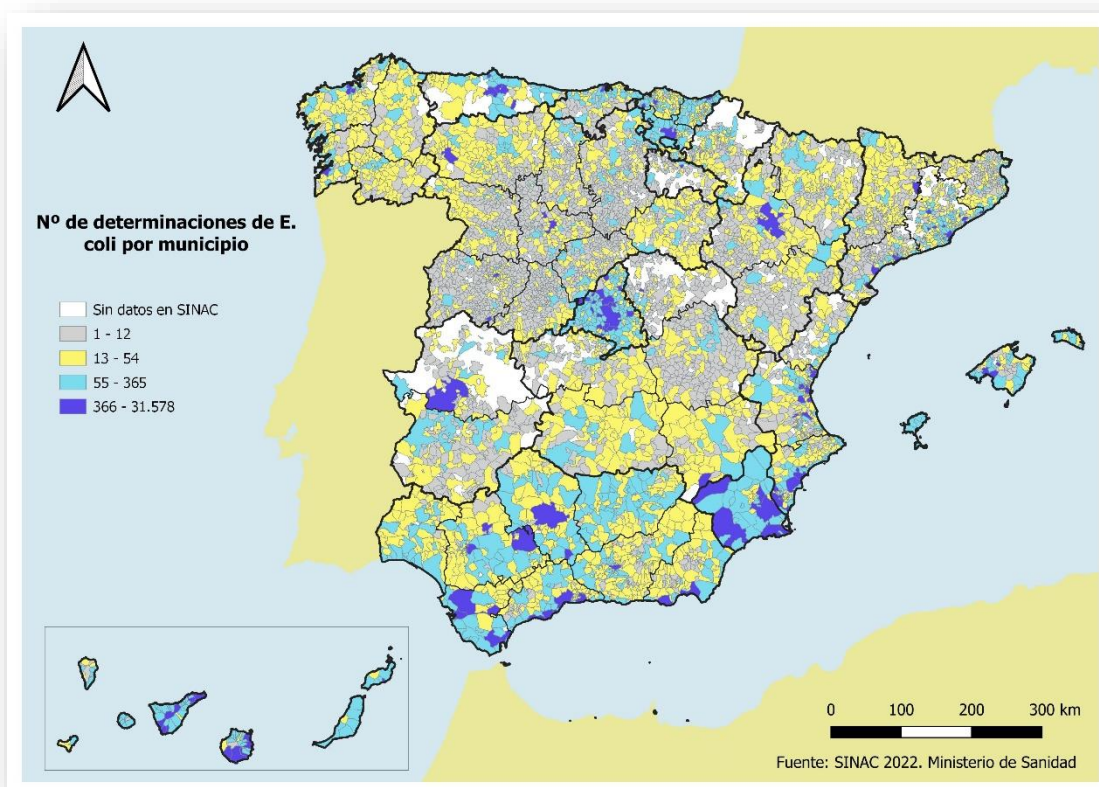 Nº de determinaciones de E.
coli por municipio
Sin datos en SINAC
1 - 12
13 - 54
55 - 365
366 - 31.578
0 100 200 300 km
Fuente: SINAC 2022. Ministerio de Sanidad